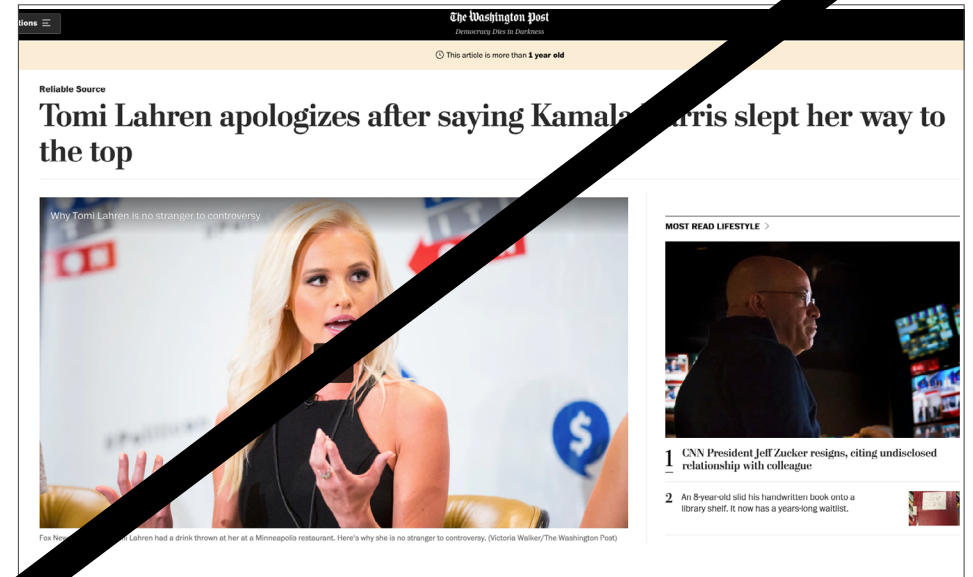 tions
The Washington Post
Democracy Dies in Darkness
This article is more than 1 year old
Reliable Source
Tomi Lahren apologizes after saying Kamala rris slept her way to
the top
Why Tomi Lahren is no stranger to controversy
MOST READ LIFESTYLE
1 CNN President Jeff Zucker resigns, citing undisclosed
relationship with colleague
2 An 8-year-old slid his handwritten book onto a
library shelf. It now has a years-long waitlist.
Fox New i Lahren had a drink thrown at her at a Minneapolis restaurant. Here's why she is no stranger to controversy. (Victoria Walker/The Washington Post)